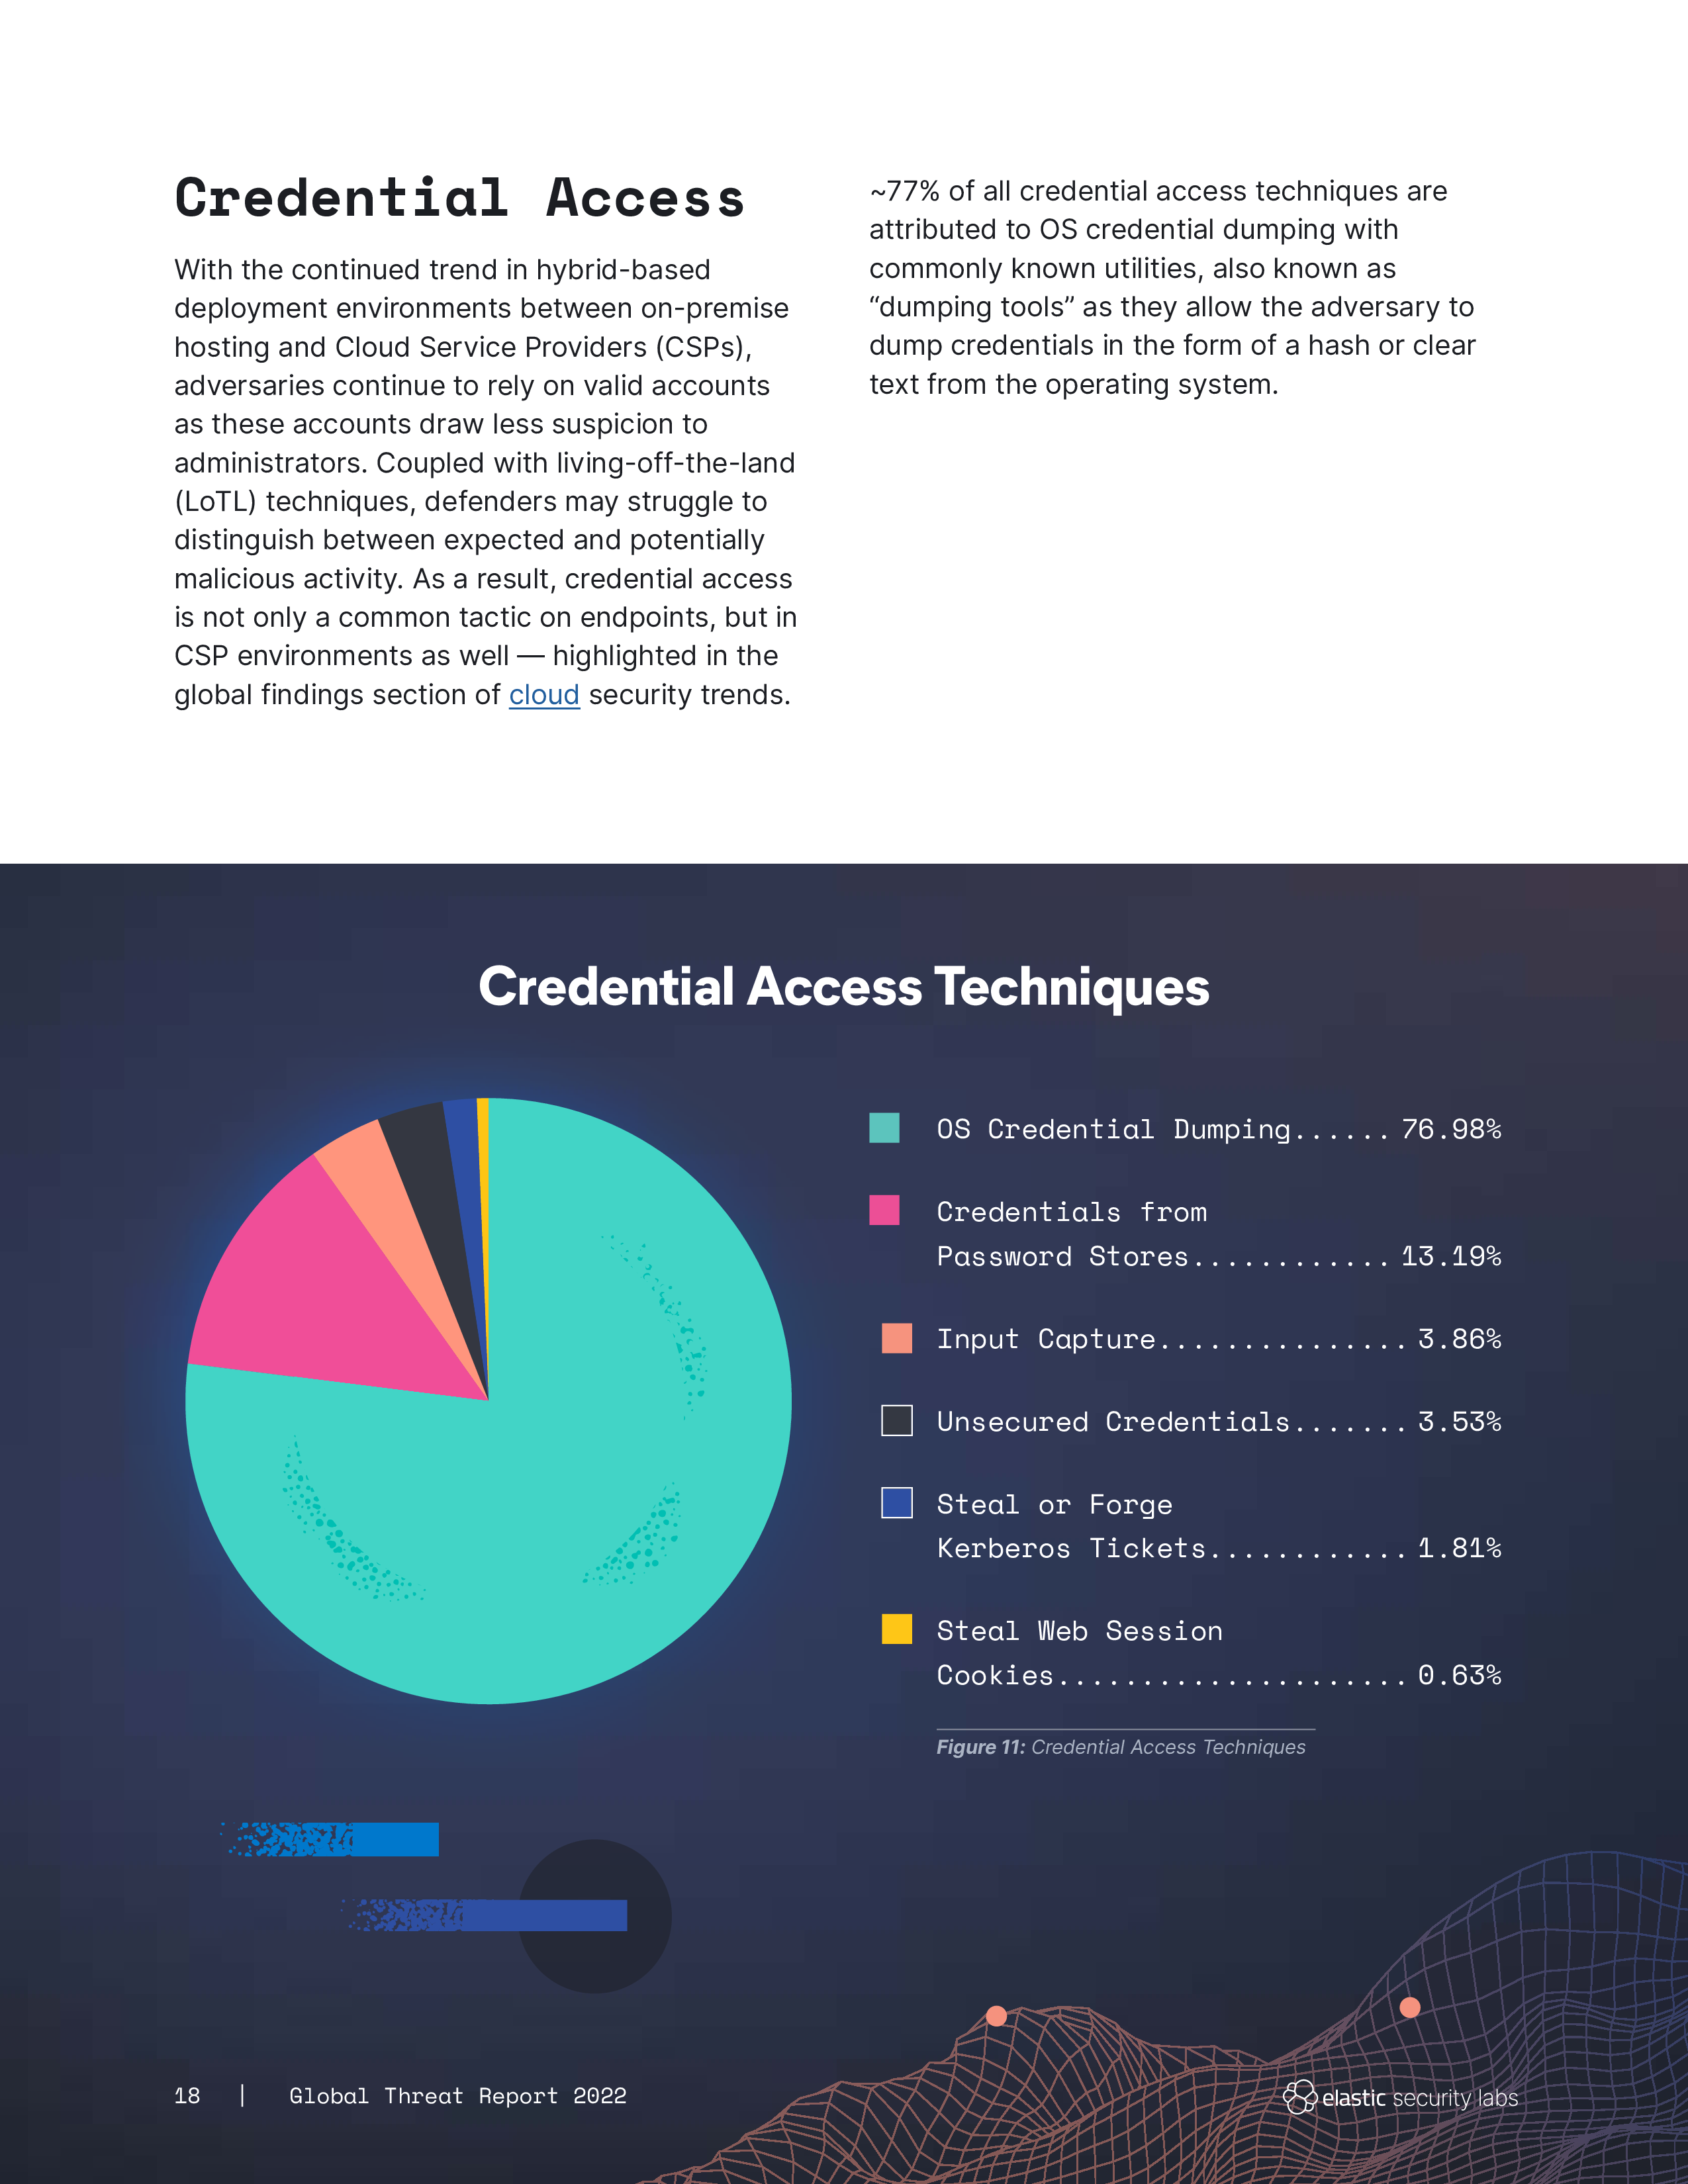 Credential Access
With the continued trend in hybrid-based
deployment environments between on-premise
hosting and Cloud Service Providers (CSPs),
adversaries continue to rely on valid accounts
as these accounts draw less suspicion to
administrators. Coupled with living-off-the-land
(LoTL) techniques, defenders may struggle to
distinguish between expected and potentially
malicious activity. As a result, credential access
is not only a common tactic on endpoints, but in
CSP environments as well — highlighted in the
global findings section of cloud security trends.
~77% of all credential access techniques are
attributed to OS credential dumping with
commonly known utilities, also known as
“dumping tools” as they allow the adversary to
dump credentials in the form of a hash or clear
text from the operating system.
Credential Access Techniques
OS Credential Dumping...... 76.98%
Credentials from
Password Stores............ 13.19%
Input Capture............... 3.86%
Unsecured Credentials....... 3.53%
Steal or Forge
Kerberos Tickets............ 1.81%
Steal Web Session
Cookies..................... 0.63%
Figure 11: Credential Access Techniques
18 | Global Threat Report 2022
elastic security labs